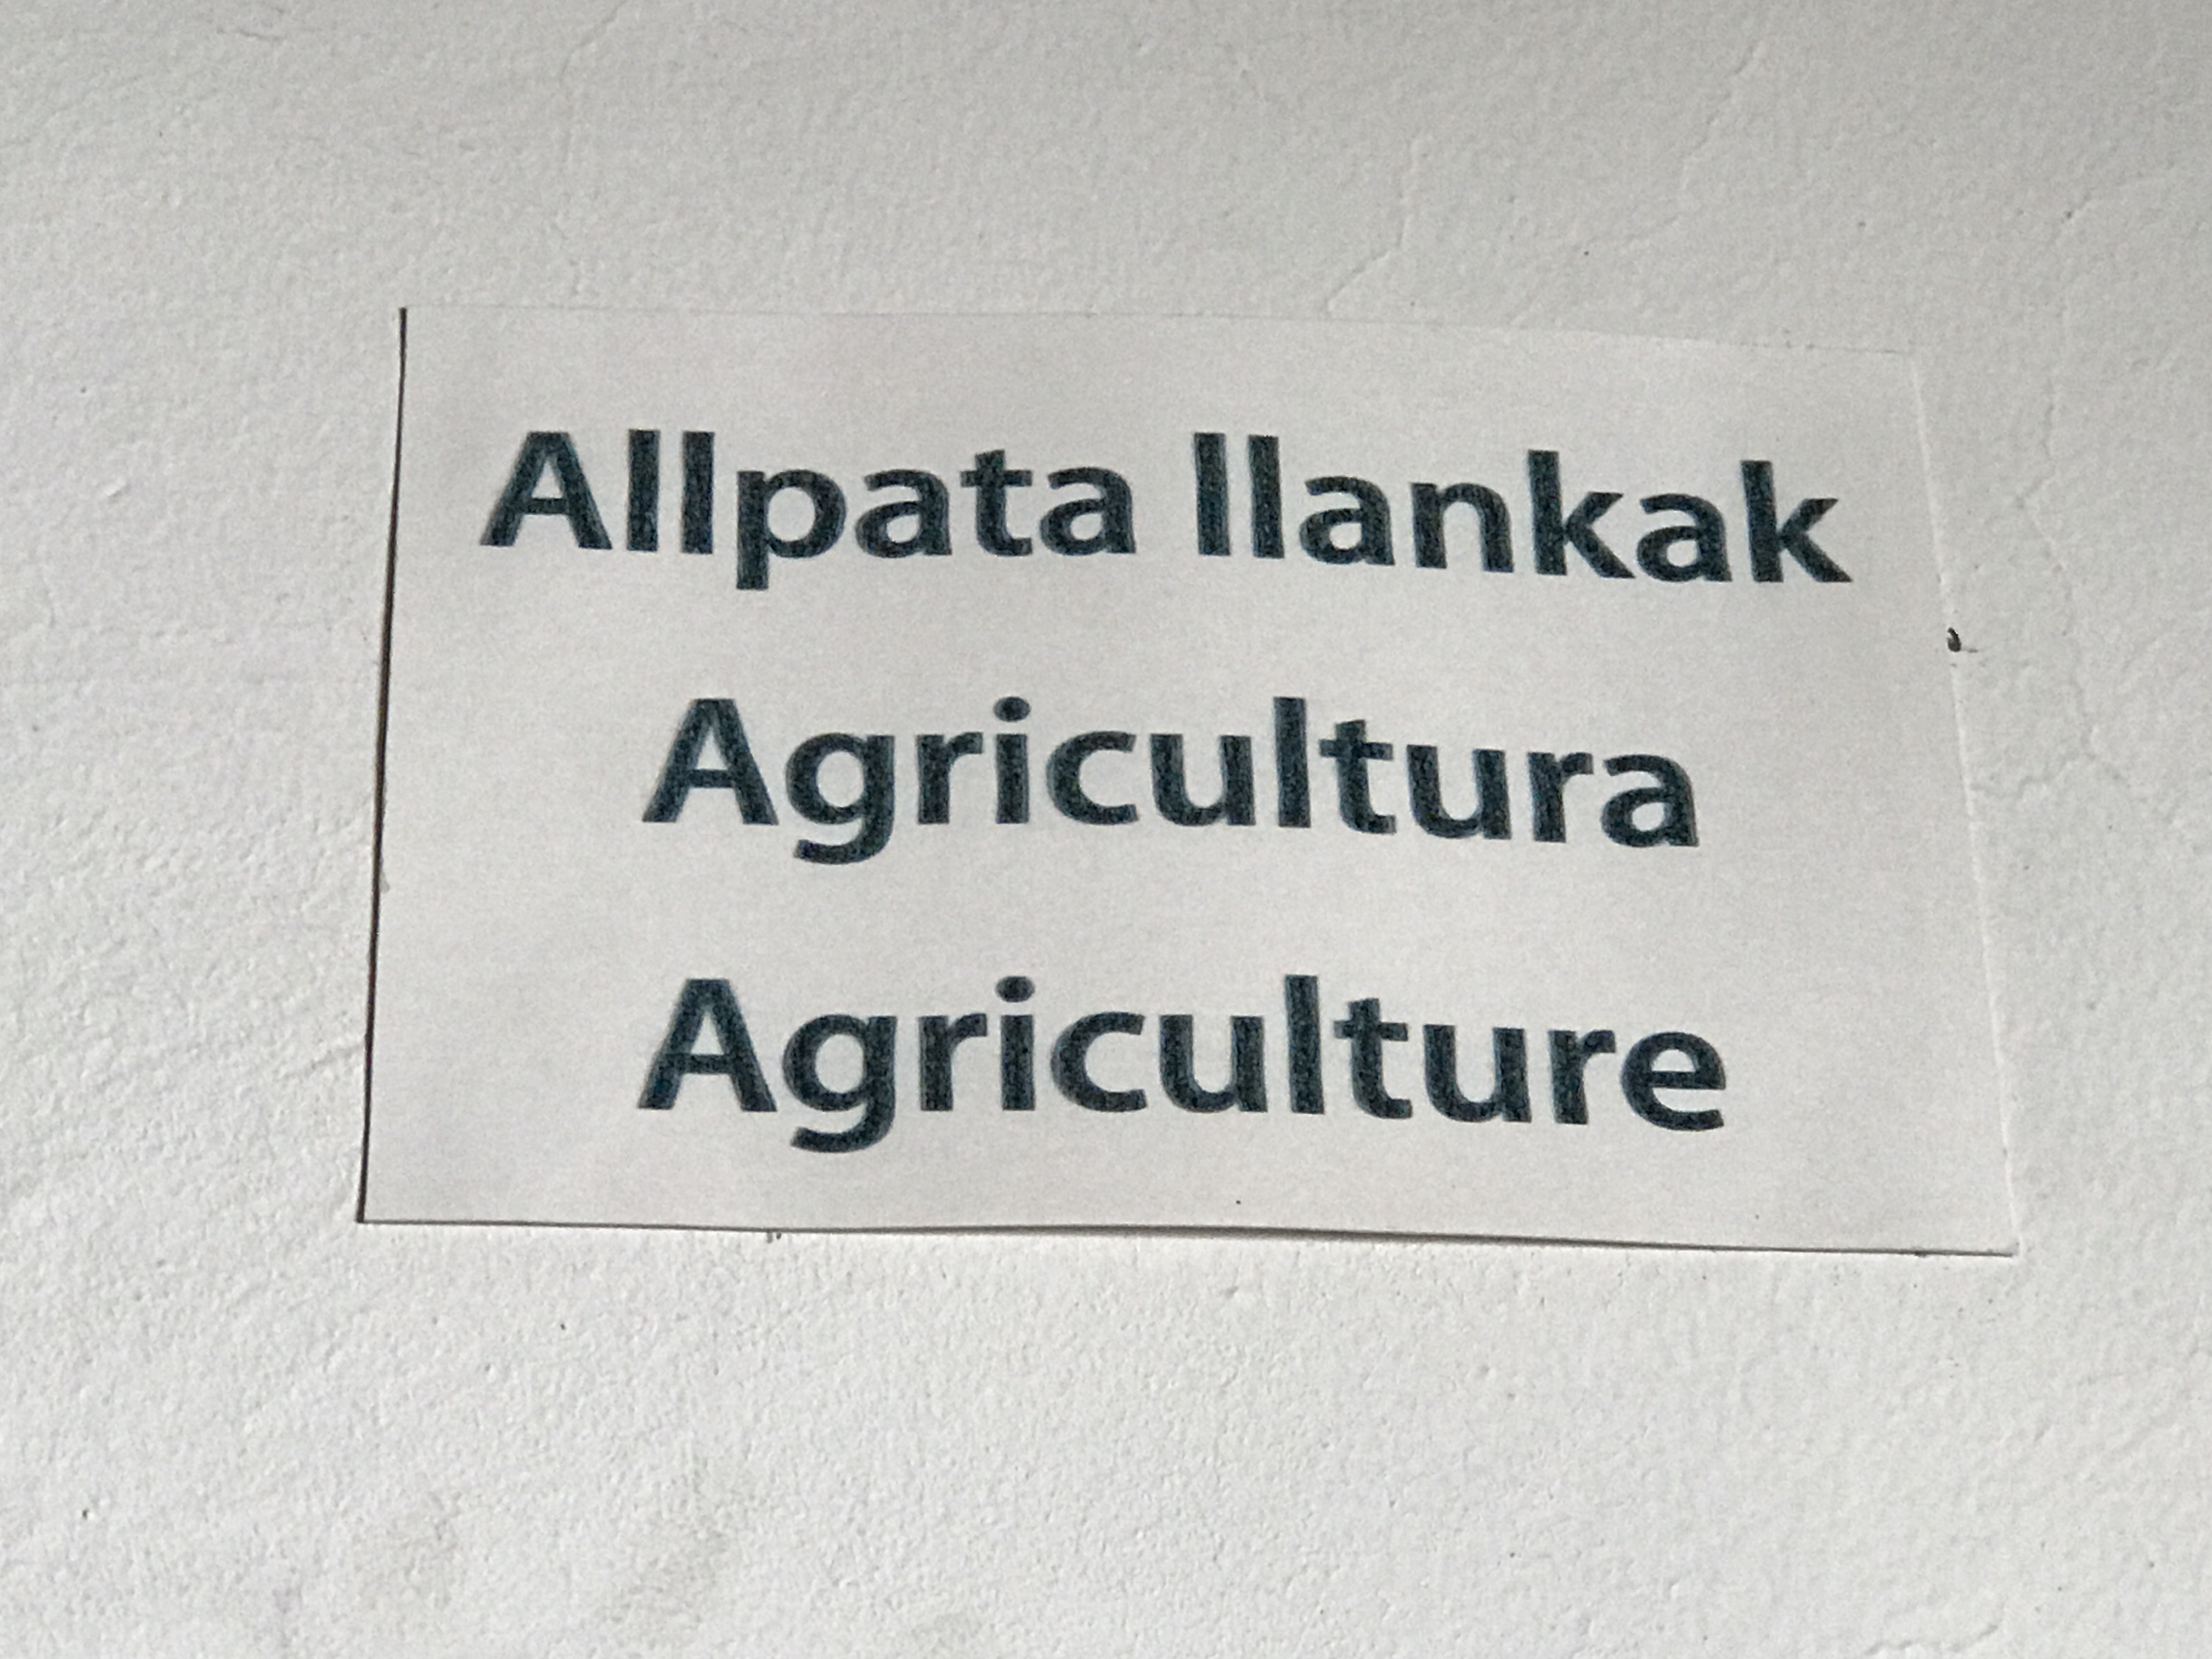 Allpata llankak
Agricultura
Agriculture